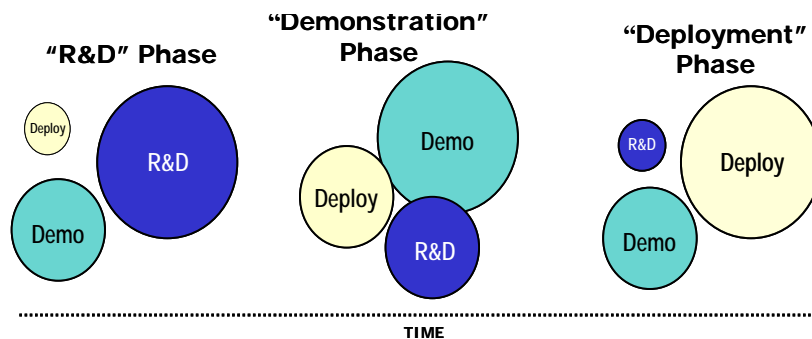 “R&D” Phase
Deploy
R&D
Demo
“Demonstration”
Phase
Demo
Deploy
R&D
“Deployment”
Phase
R&D
Deploy
Demo
TIME